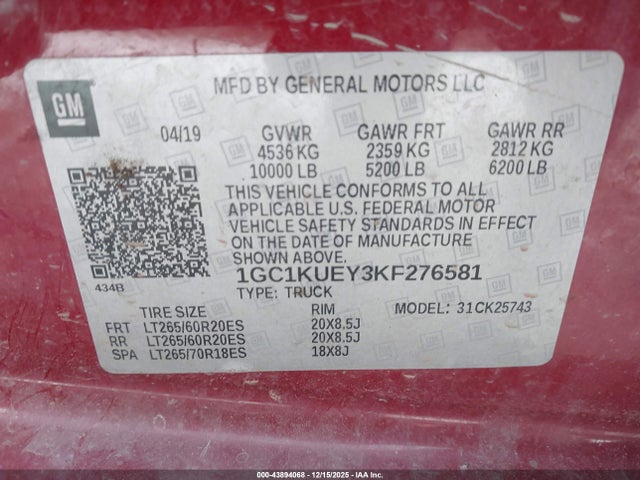 GM
MFD BY GENERAL MOTORS LLC
04/19 GVWR GAWR FRT GAWR RR
4536 KG 2359 KG 2812 KG
10000 LB 5200 LB 6200 LB
THIS VEHICLE CONFORMS TO ALL
APPLICABLE U.S. FEDERAL MOTOR
VEHICLE SAFETY STANDARDS IN EFFECT
ON THE DATE OF MANUFACTURE
SHOWN ABOVE.
434B
1GC1KUEY3KF276581
TYPE: TRUCK
TIRE SIZE RIM MODEL: 31CK25743
FRT LT265/60R20ES 20X8.5J
RR LT265/60R20ES 20X8.5J
SPA LT265/70R18ES 18X8J
000-43894068 - 12/15/2025 - IAA Corp.